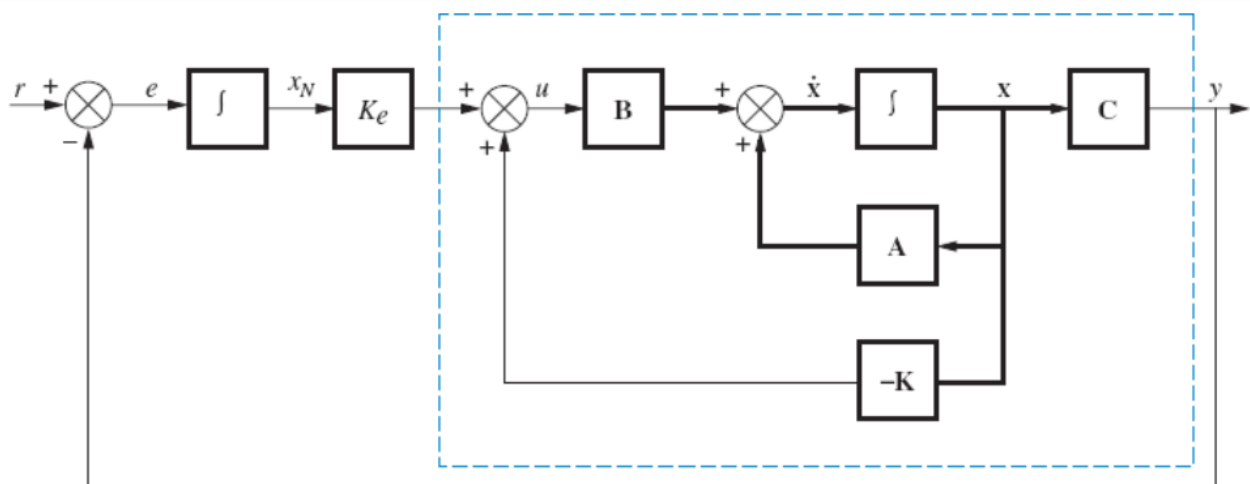 r + e ∫ x_N K_e + u B + ẋ ∫ x C y
− + +
A
−K